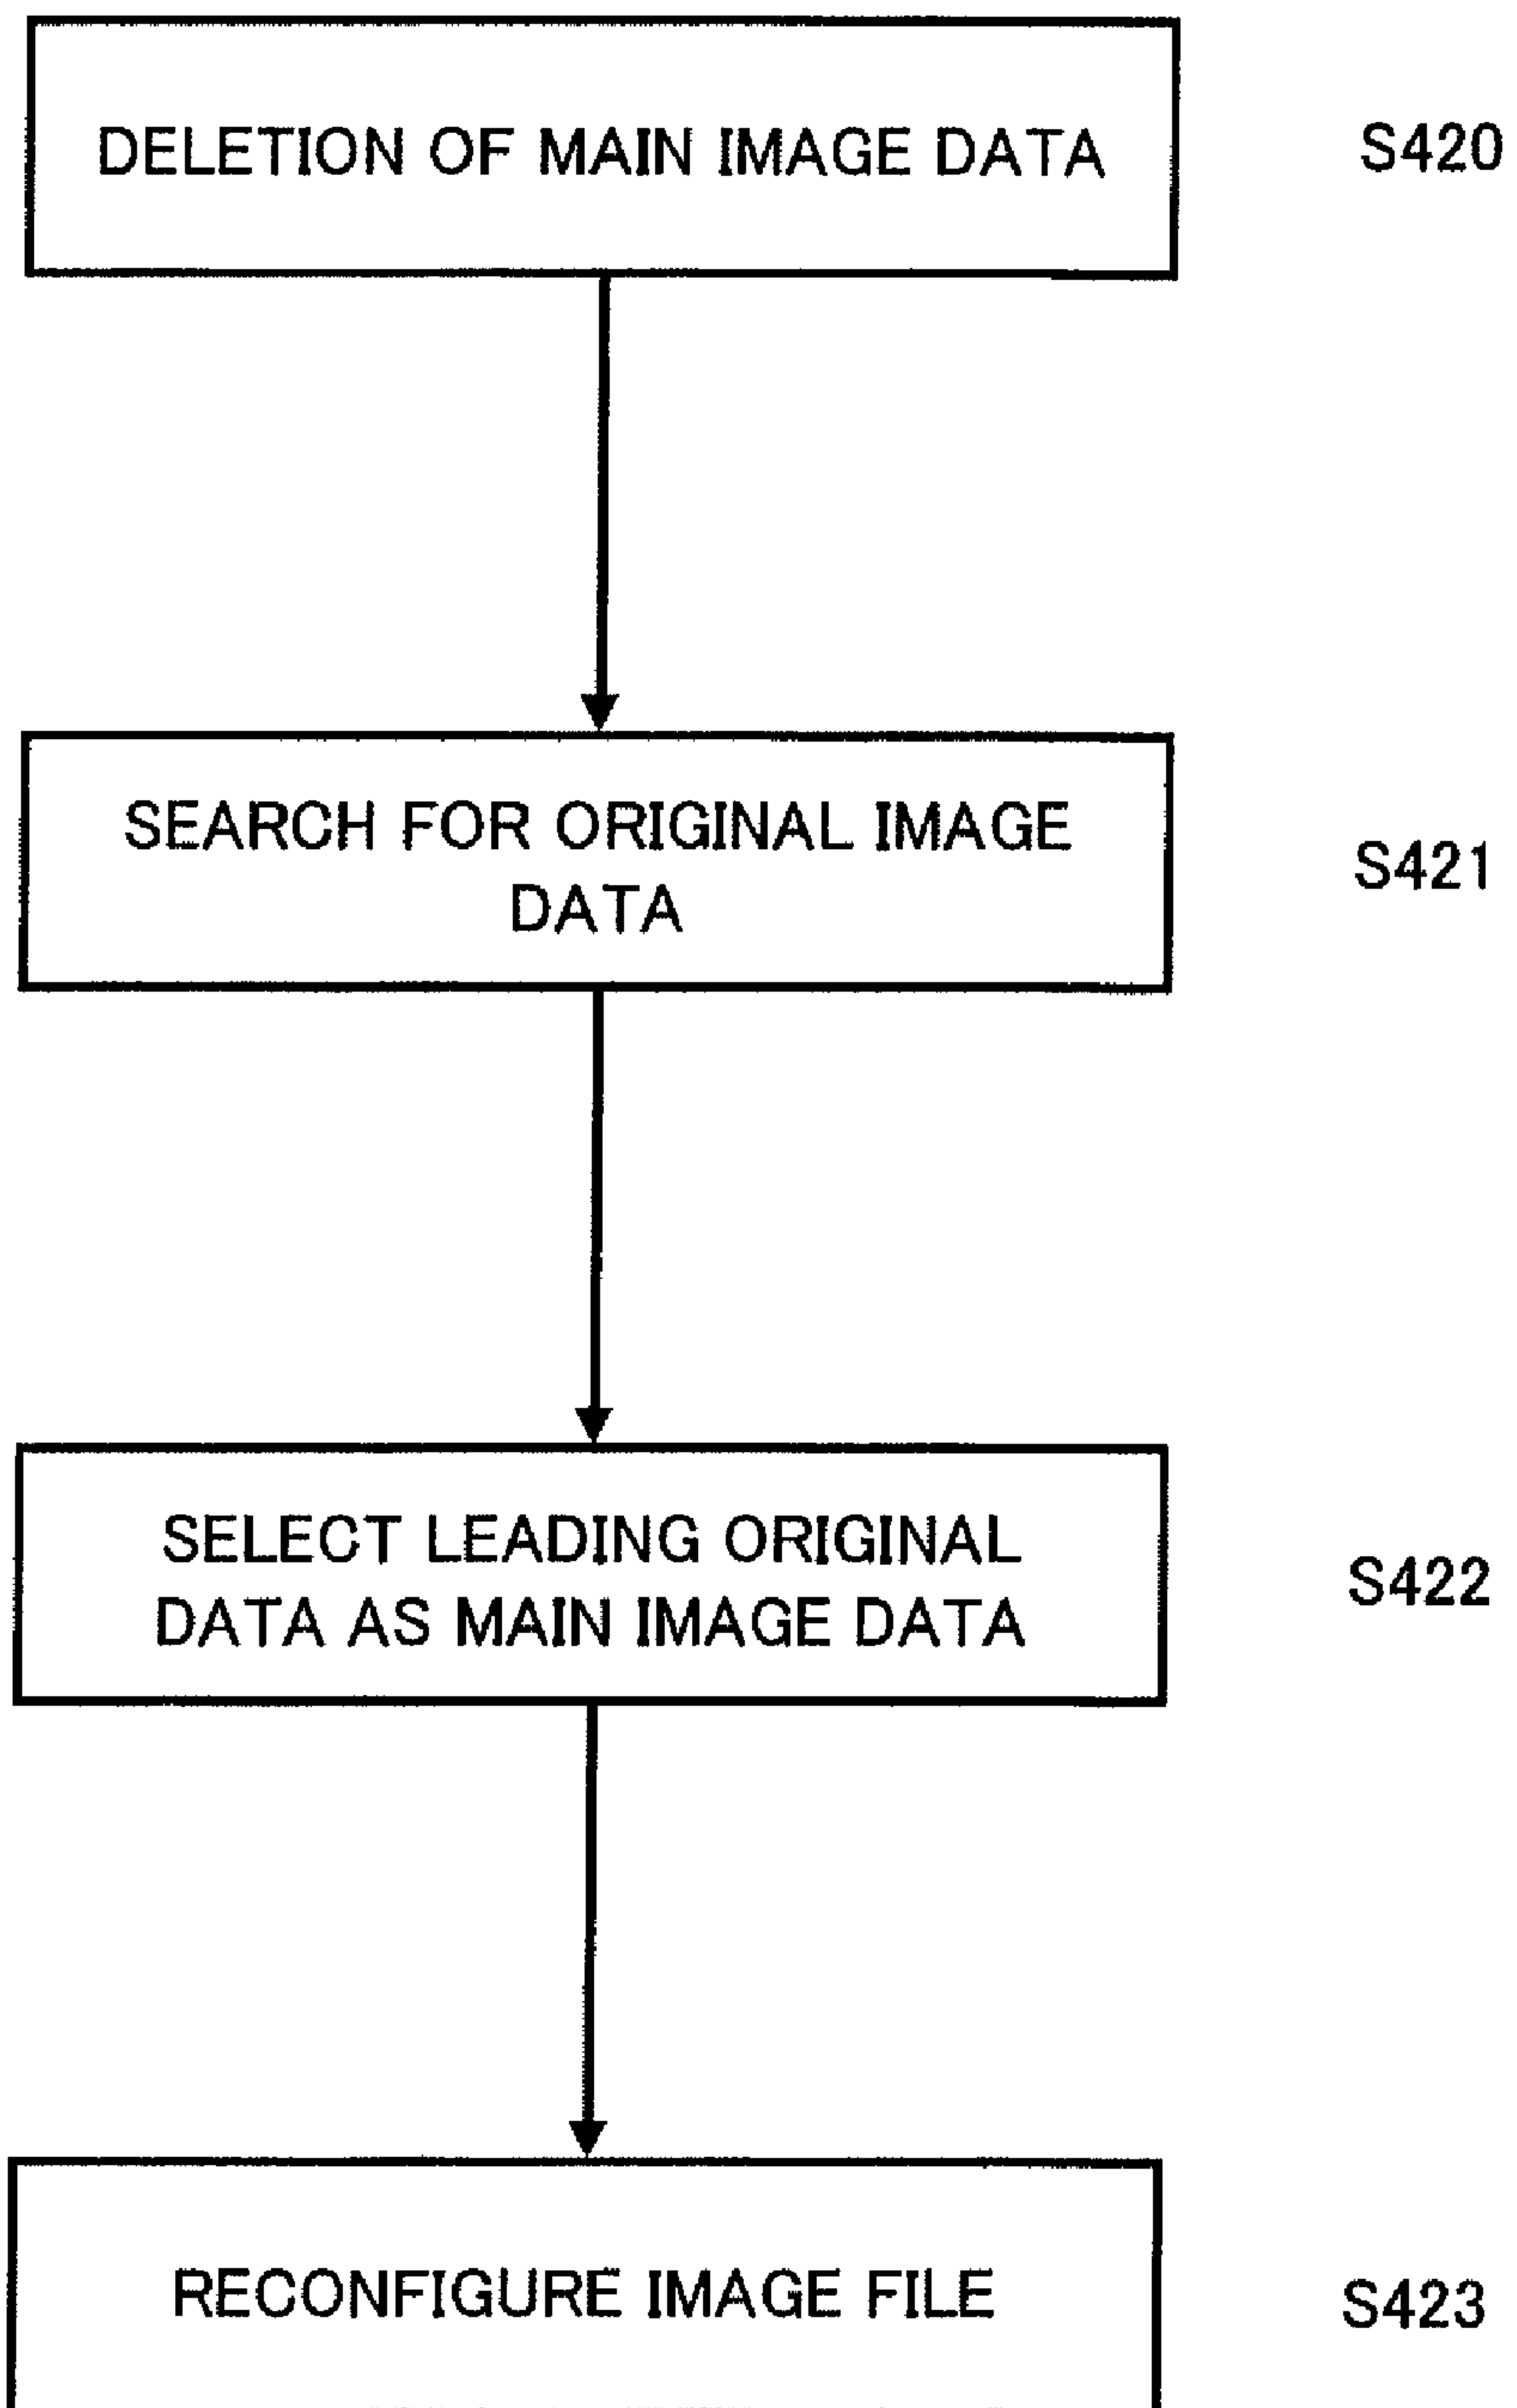 DELETION OF MAIN IMAGE DATA
S420
SEARCH FOR ORIGINAL IMAGE
DATA
S421
SELECT LEADING ORIGINAL
DATA AS MAIN IMAGE DATA
S422
RECONFIGURE IMAGE FILE
S423